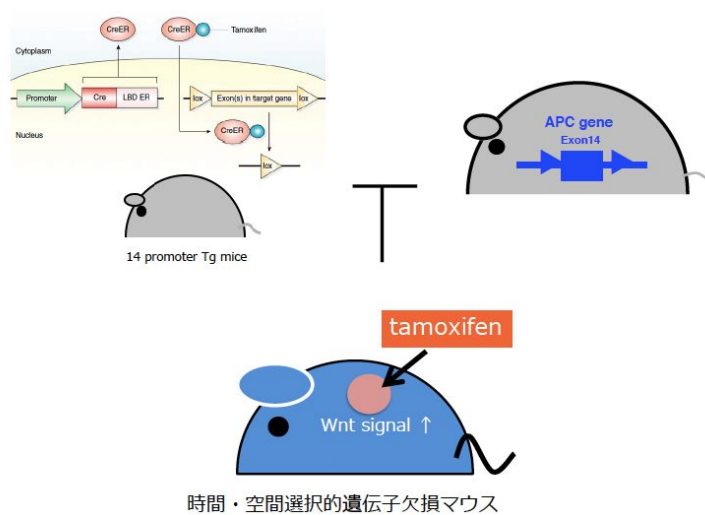 CreER
CreER
Tamoxifen
Cytoplasm
Promoter
Cre
LBD ER
lox
Exon(s) in target gene
lox
CreER
Nucleus
lox
14 promoter Tg mice
APC gene
Exon14
tamoxifen
Wnt signal ↑
時間・空間選択的遺伝子欠損マウス